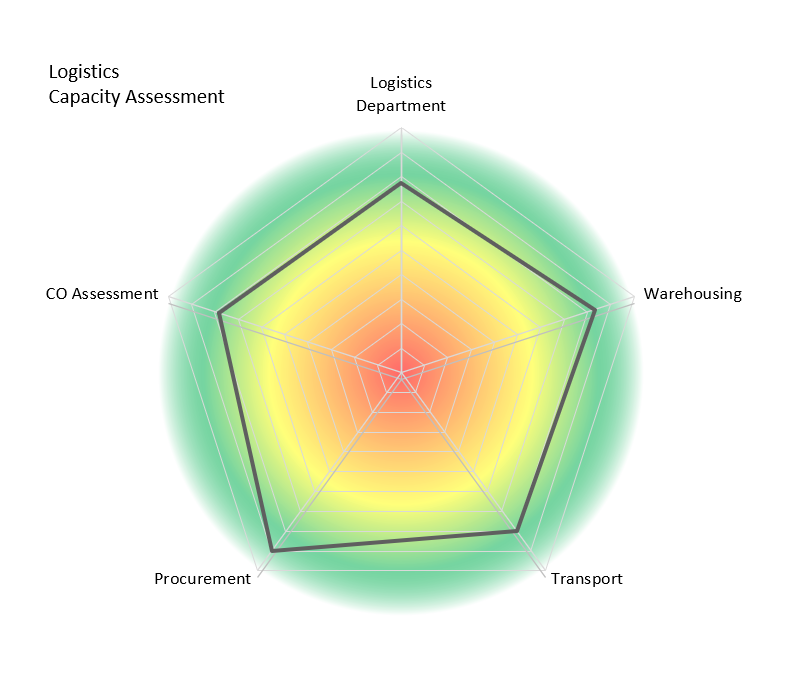 Logistics
Capacity Assessment
Logistics
Department
CO Assessment
Warehousing
Procurement
Transport